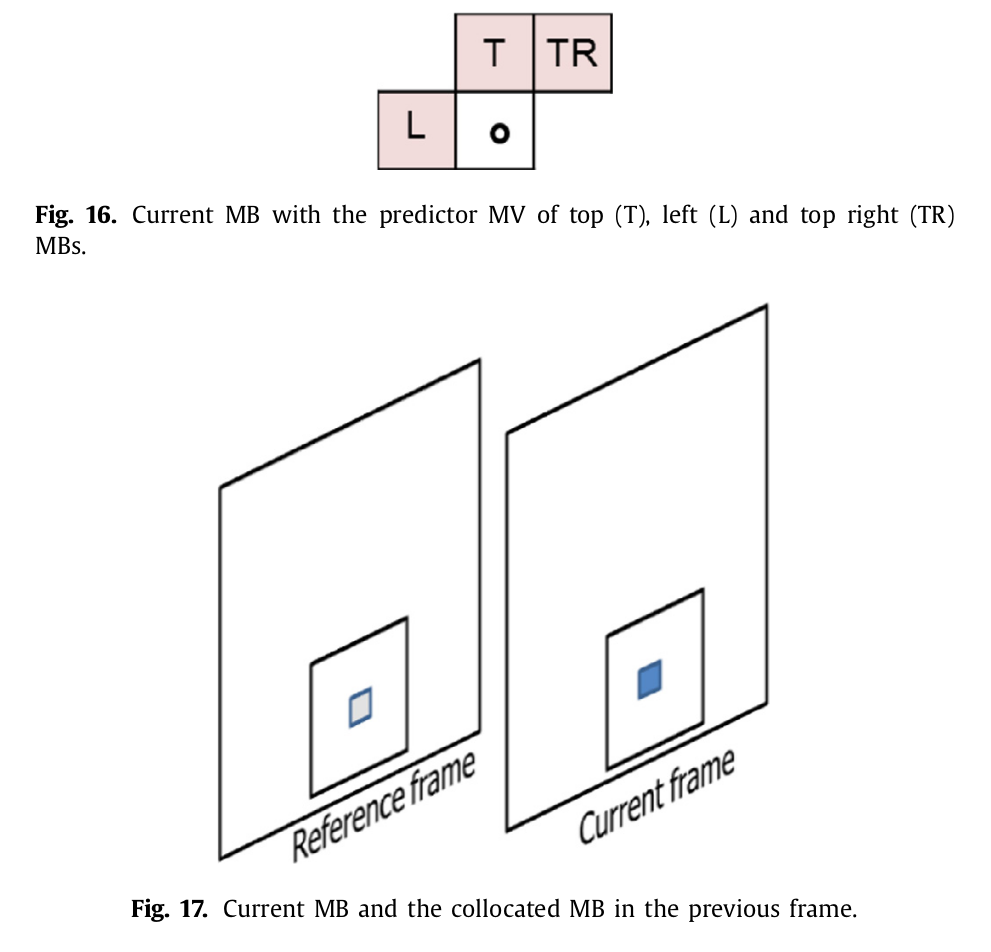 T TR
L o
Fig. 16. Current MB with the predictor MV of top (T), left (L) and top right (TR)
MBs.
Reference frame
Current frame
Fig. 17. Current MB and the collocated MB in the previous frame.